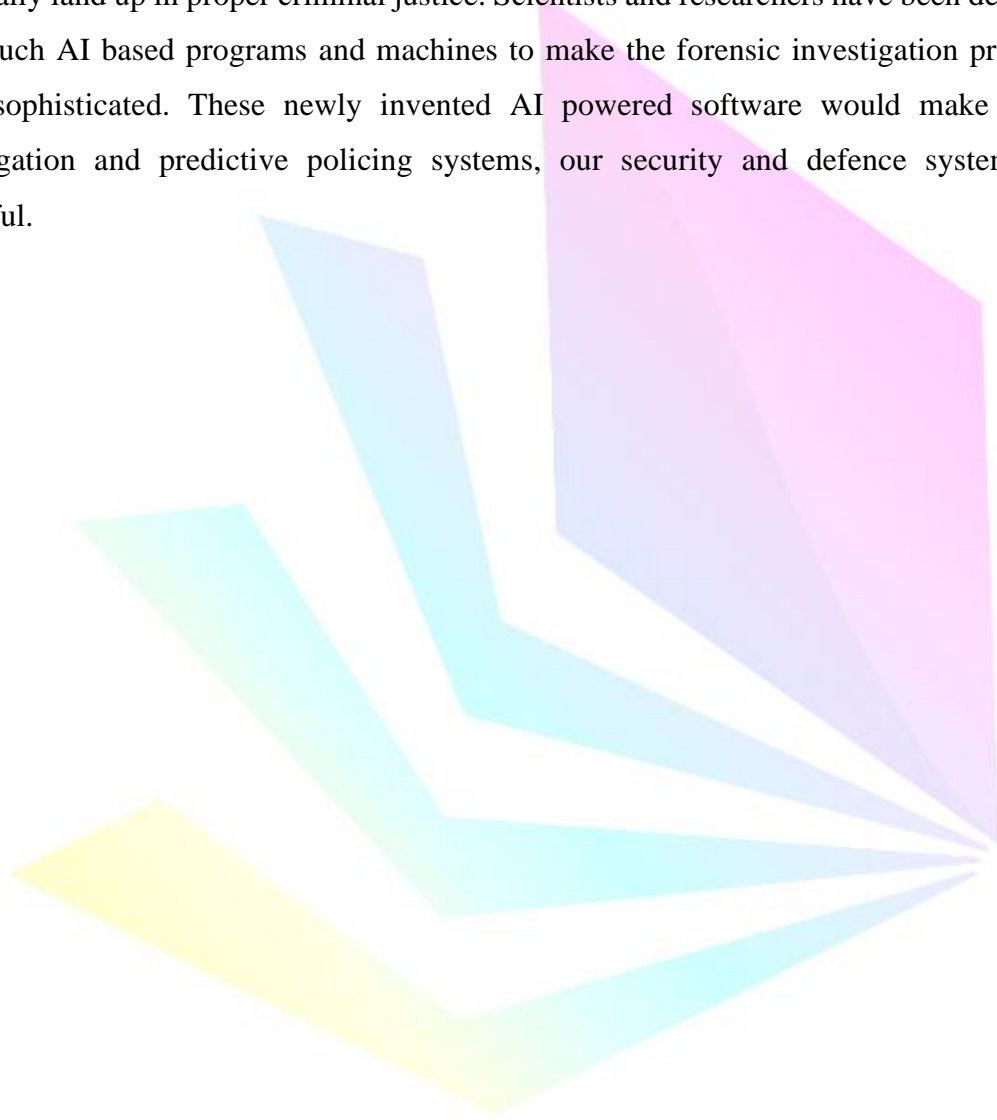 ally land up in proper criminal justice. Scientists and researchers have been de
uch AI based programs and machines to make the forensic investigation pr
sophisticated. These newly invented AI powered software would make
gation and predictive policing systems, our security and defence system
ful.